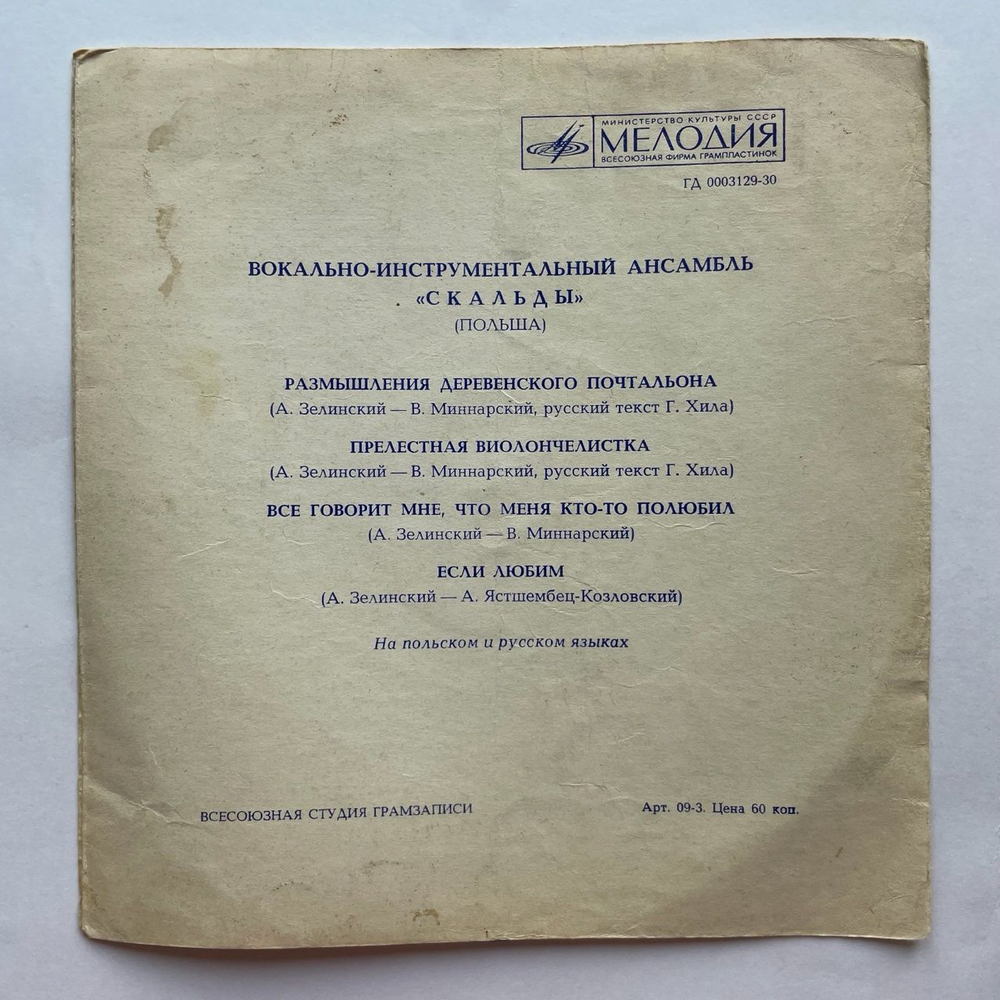 МИНИСТЕРСТВО КУЛЬТУРЫ СССР
МЕЛОДИЯ
ВСЕСОЮЗНАЯ ФИРМА ГРАМПЛАСТИНОК
ГД 0003129-30
ВОКАЛЬНО-ИНСТРУМЕНТАЛЬНЫЙ АНСАМБЛЬ
«СКАЛЬДЫ»
(ПОЛЬША)
РАЗМЫШЛЕНИЯ ДЕРЕВЕНСКОГО ПОЧТАЛЬОНА
(А. Зелинский — В. Миннарский, русский текст Г. Хила)
ПРЕЛЕСТНАЯ ВИОЛОНЧЕЛИСТКА
(А. Зелинский — В. Миннарский, русский текст Г. Хила)
ВСЕ ГОВОРИТ МНЕ, ЧТО МЕНЯ КТО-ТО ПОЛЮБИЛ
(А. Зелинский — В. Миннарский)
ЕСЛИ ЛЮБИМ
(А. Зелинский — А. Ястшембец-Козловский)
На польском и русском языках
ВСЕСОЮЗНАЯ СТУДИЯ ГРАМЗАПИСИ
Арт. 09-3. Цена 60 коп.